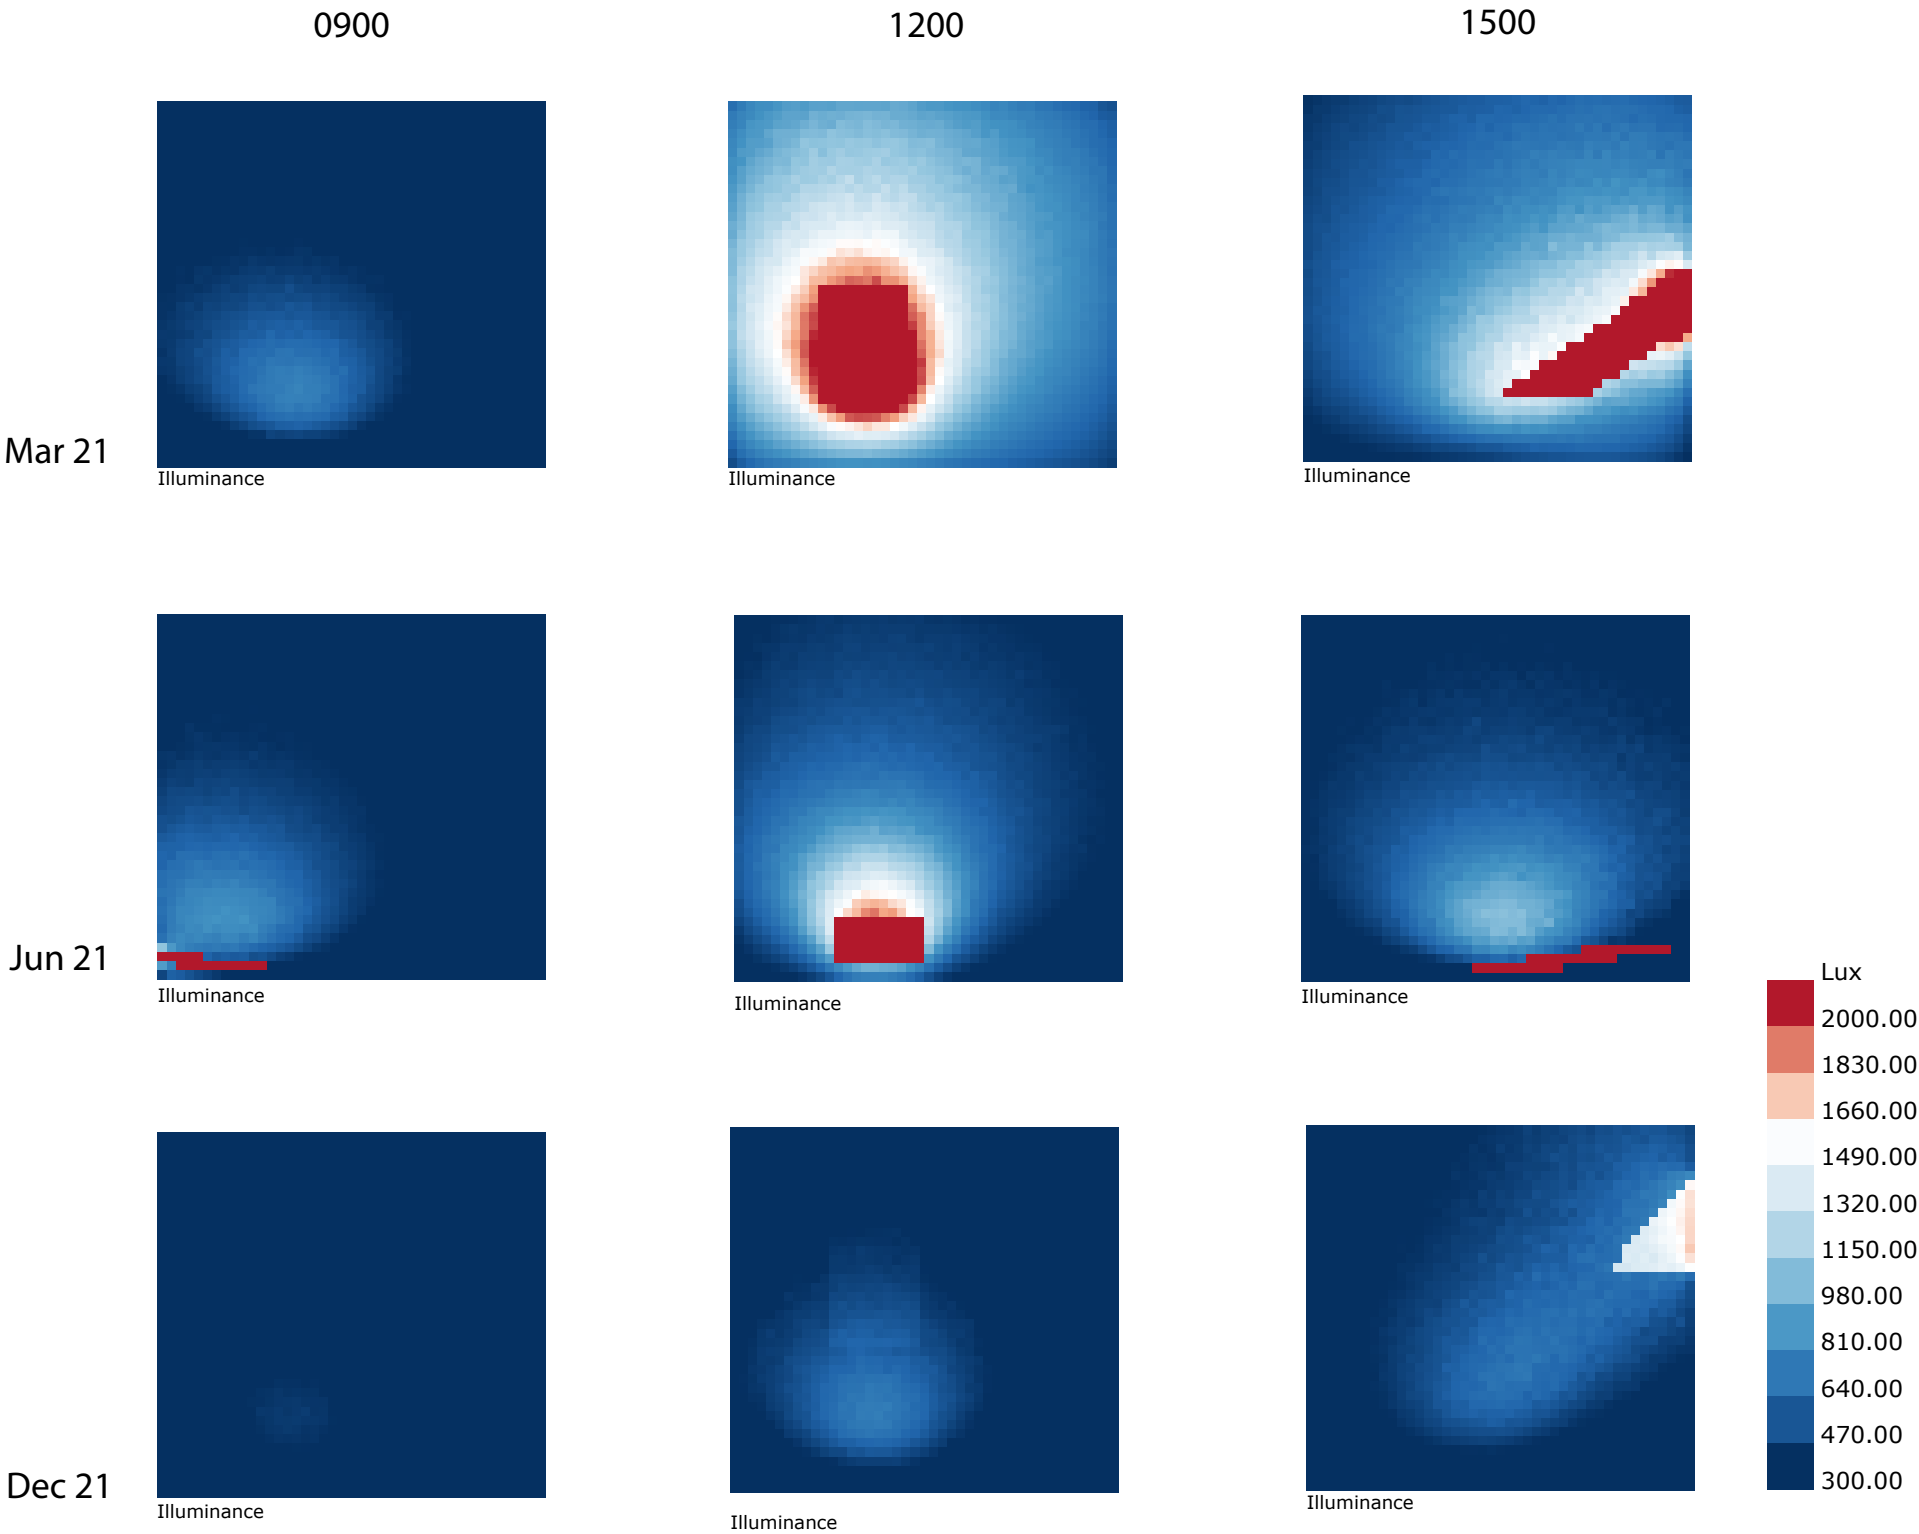 0900
1200
1500
Mar 21
Illuminance
Illuminance
Illuminance
Jun 21
Illuminance
Illuminance
Illuminance
Lux
2000.00
1830.00
1660.00
1490.00
1320.00
1150.00
980.00
810.00
640.00
470.00
300.00
Dec 21
Illuminance
Illuminance
Illuminance